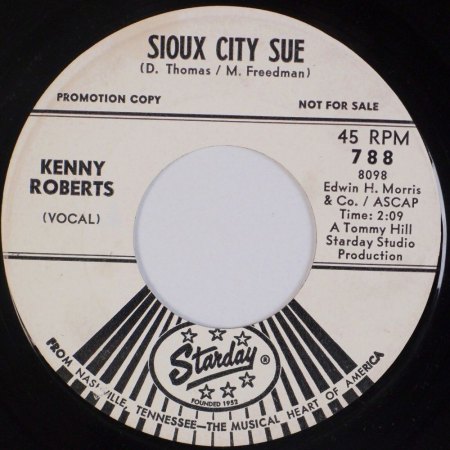 SIOUX CITY SUE
(D. Thomas / M. Freedman)
PROMOTION COPY
NOT FOR SALE
KENNY
ROBERTS
(VOCAL)
45 RPM
788
8098
Edwin H. Morris
& Co. / ASCAP
Time: 2:09
A Tommy Hill
Starday Studio
Production
Starday ®
FOUNDED 1952
FROM NASHVILLE, TENNESSEE—THE MUSICAL HEART OF AMERICA